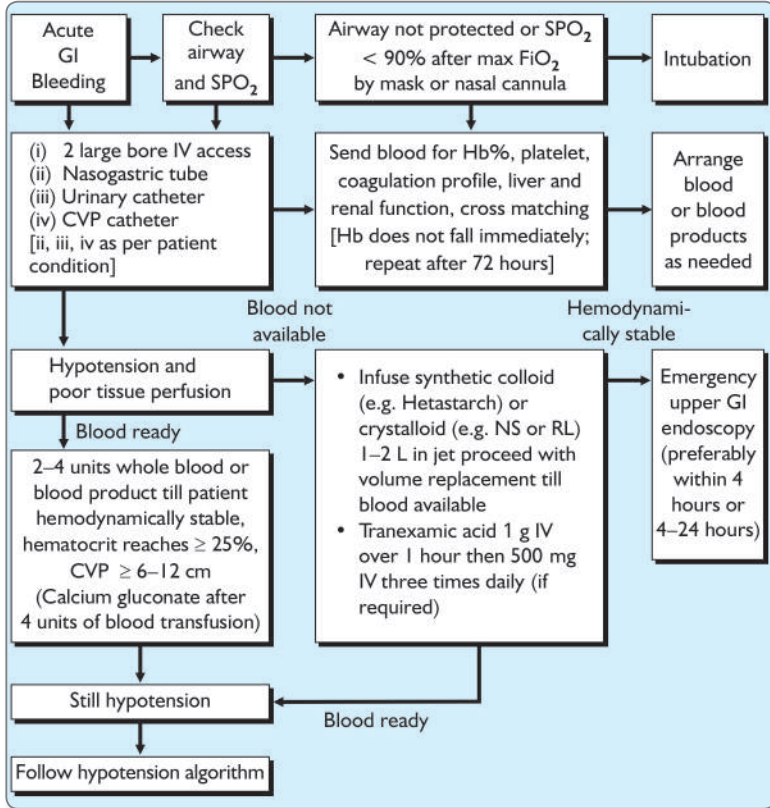 Acute
GI
Bleeding
Check
airway
and SPO₂
Airway not protected or SPO₂
< 90% after max FiO₂
by mask or nasal cannula
Intubation
(i) 2 large bore IV access
(ii) Nasogastric tube
(iii) Urinary catheter
(iv) CVP catheter
[ii, iii, iv as per patient
condition]
Send blood for Hb%, platelet,
coagulation profile, liver and
renal function, cross matching
[Hb does not fall immediately;
repeat after 72 hours]
Arrange
blood
or blood
products
as needed
Blood not
available
Hemodynami-
cally stable
Hypotension and
poor tissue perfusion
Blood ready
• Infuse synthetic colloid
(e.g. Hetastarch) or
crystalloid (e.g. NS or RL)
1–2 L in jet proceed with
volume replacement till
blood available
• Tranexamic acid 1 g IV
over 1 hour then 500 mg
IV three times daily (if
required)
Emergency
upper GI
endoscopy
(preferably
within 4
hours or
4–24 hours)
2–4 units whole blood or
blood product till patient
hemodynamically stable,
hematocrit reaches ≥ 25%,
CVP ≥ 6–12 cm
(Calcium gluconate after
4 units of blood transfusion)
Still hypotension
Blood ready
Follow hypotension algorithm